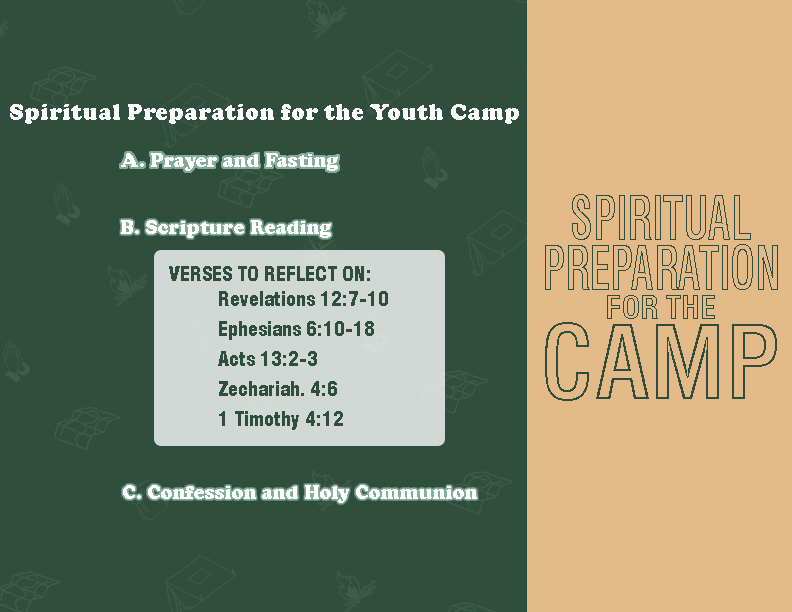 Spiritual Preparation for the Youth Camp
A. Prayer and Fasting
B. Scripture Reading
VERSES TO REFLECT ON:
Revelations 12:7-10
Ephesians 6:10-18
Acts 13:2-3
Zechariah. 4:6
1 Timothy 4:12
C. Confession and Holy Communion
SPIRITUAL
PREPARATION
FOR THE
CAMP